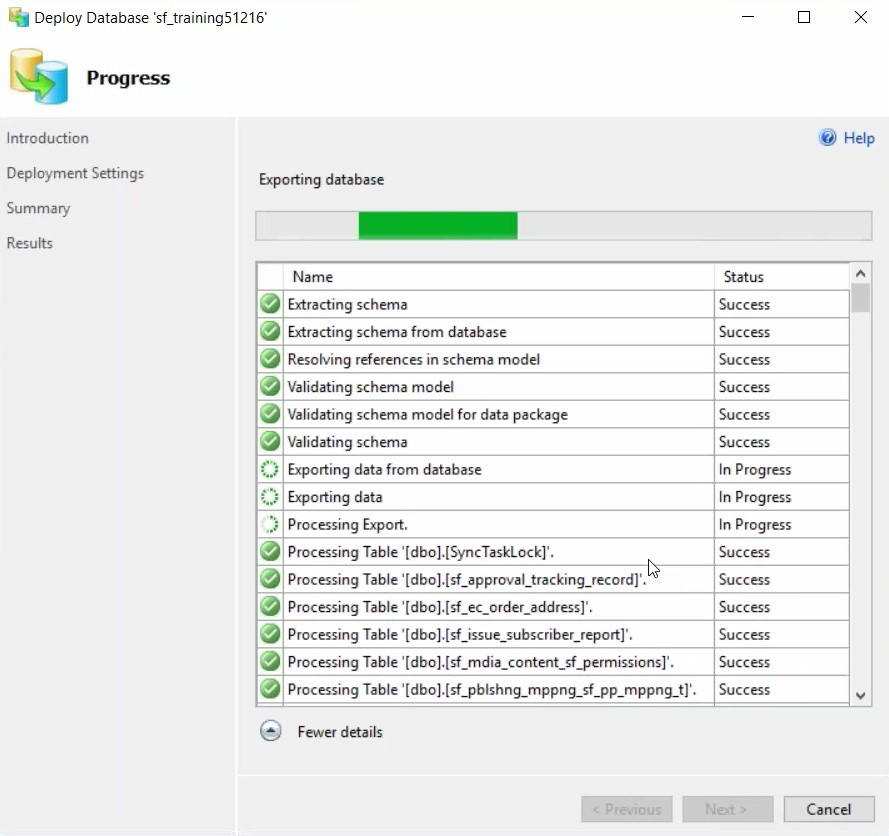 Deploy Database 'sf_training51216'
Progress
Introduction
Deployment Settings
Summary
Results
Help
Exporting database
Name Status
Extracting schema Success
Extracting schema from database Success
Resolving references in schema model Success
Validating schema model Success
Validating schema model for data package Success
Validating schema Success
Exporting data from database In Progress
Exporting data In Progress
Processing Export. In Progress
Processing Table '[dbo].[SyncTaskLock]'. Success
Processing Table '[dbo].[sf_approval_tracking_record]'. Success
Processing Table '[dbo].[sf_ec_order_address]'. Success
Processing Table '[dbo].[sf_issue_subscriber_report]'. Success
Processing Table '[dbo].[sf_mdia_content_sf_permissions]'. Success
Processing Table '[dbo].[sf_pblshng_mppng_sf_pp_mppng_t]'. Success
Fewer details
< Previous Next > Cancel